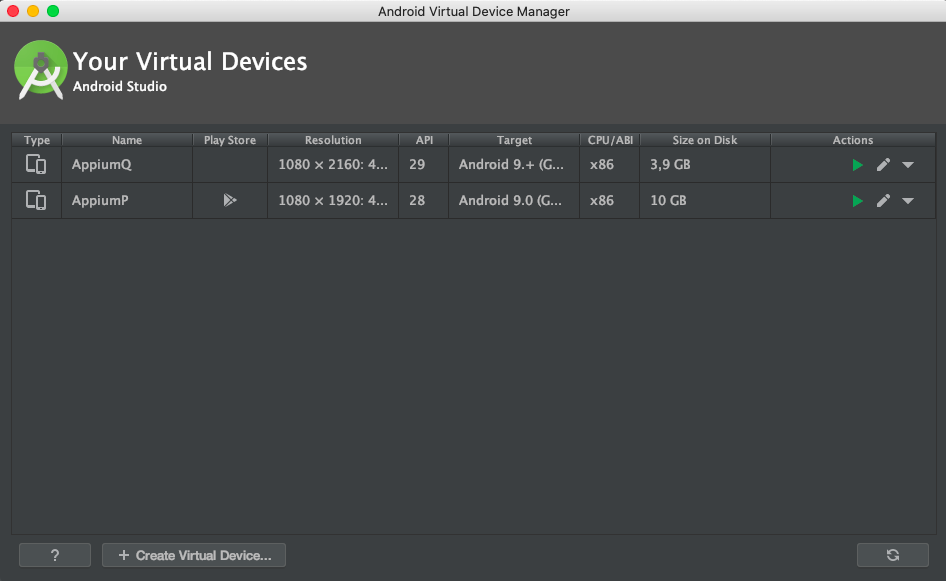 Android Virtual Device Manager
Your Virtual Devices
Android Studio
Type Name Play Store Resolution API Target CPU/ABI Size on Disk Actions
AppiumQ 1080 × 2160: 4... 29 Android 9.+ (G... x86 3,9 GB
AppiumP 1080 × 1920: 4... 28 Android 9.0 (G... x86 10 GB
? + Create Virtual Device...